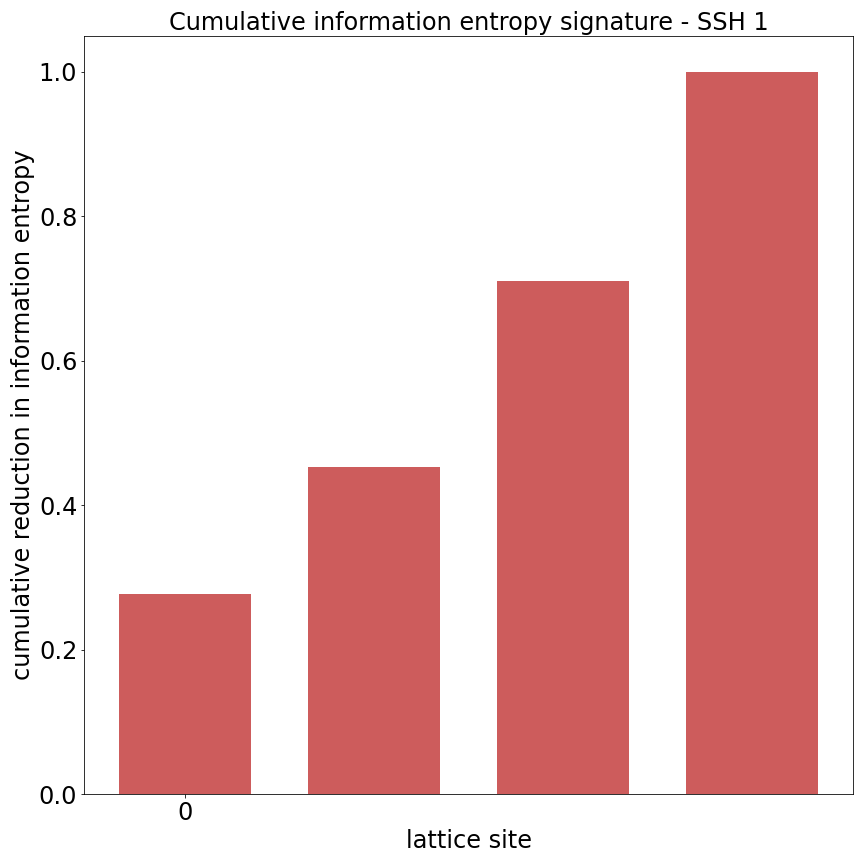 Cumulative information entropy signature - SSH 1
cumulative reduction in information entropy
1.0
0.8
0.6
0.4
0.2
0.0
0
lattice site